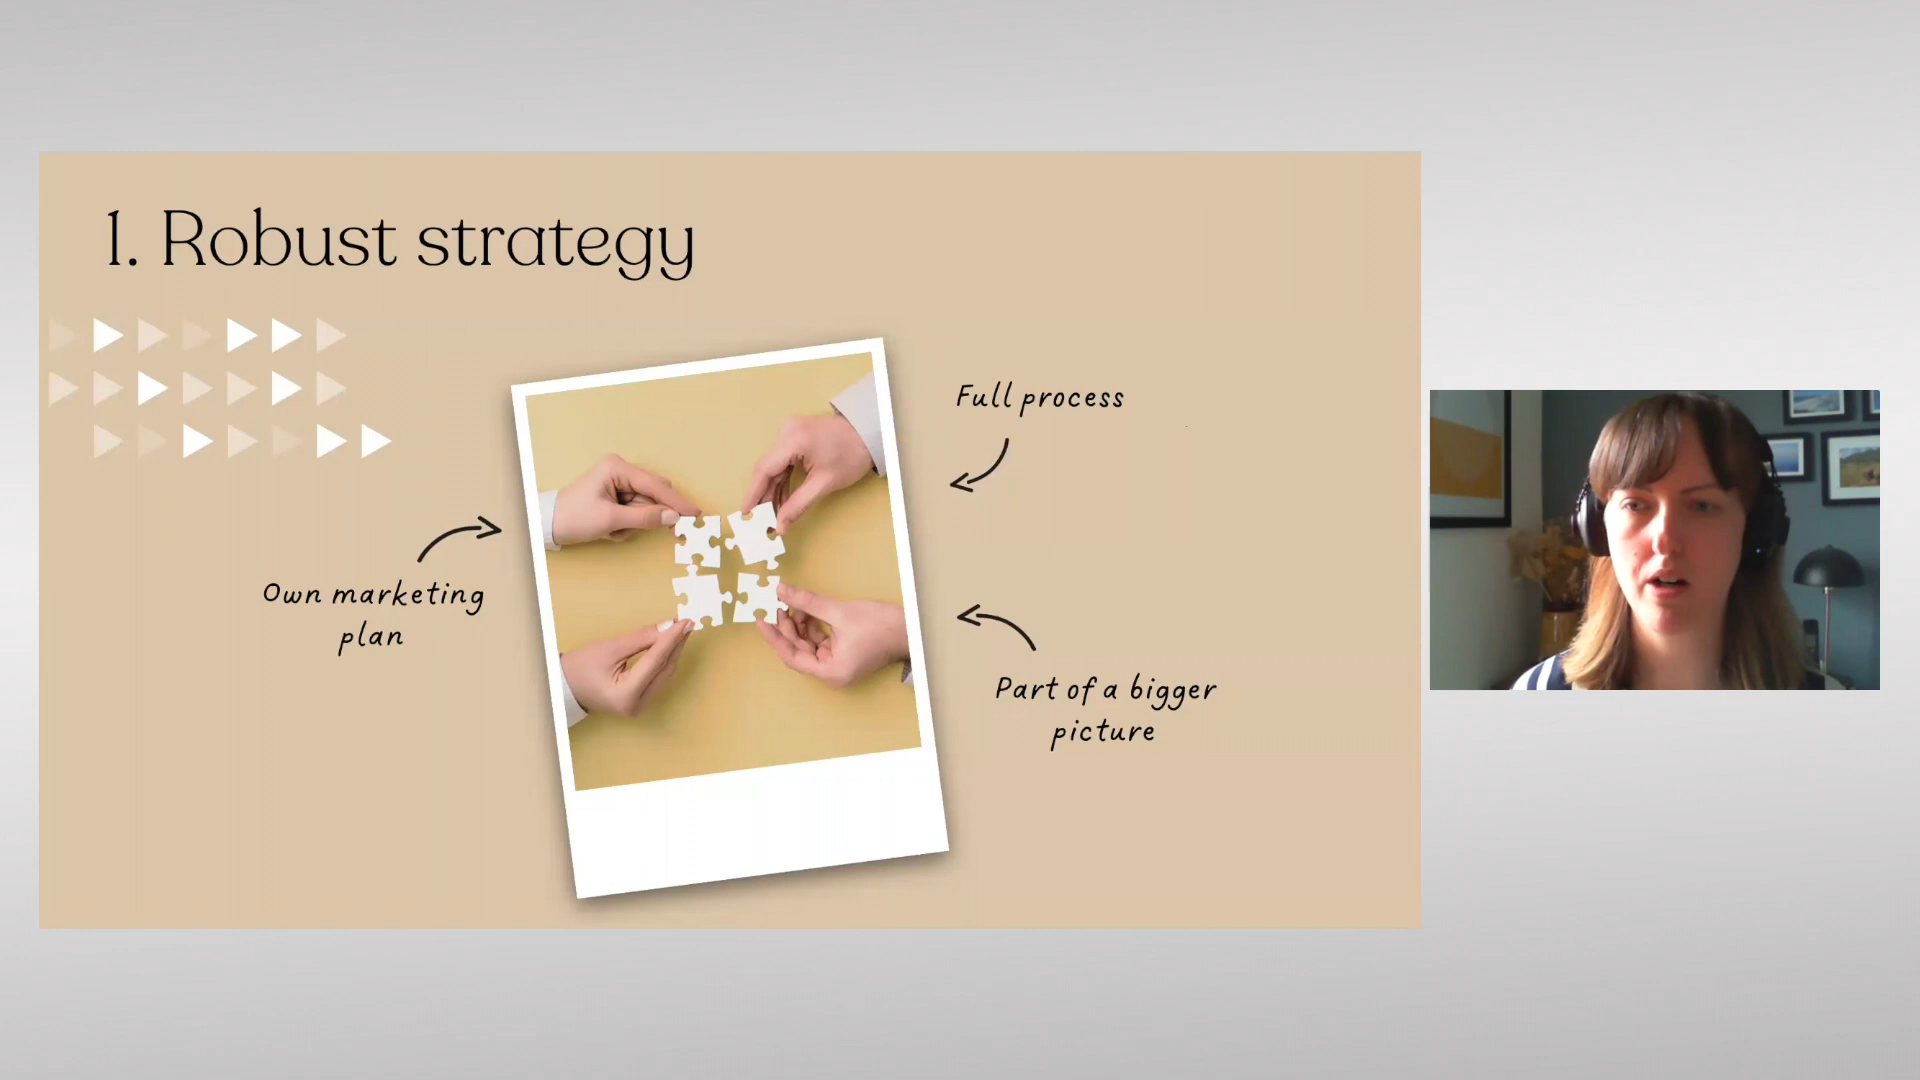 1. Robust strategy
Full process
Own marketing
plan
Part of a bigger
picture